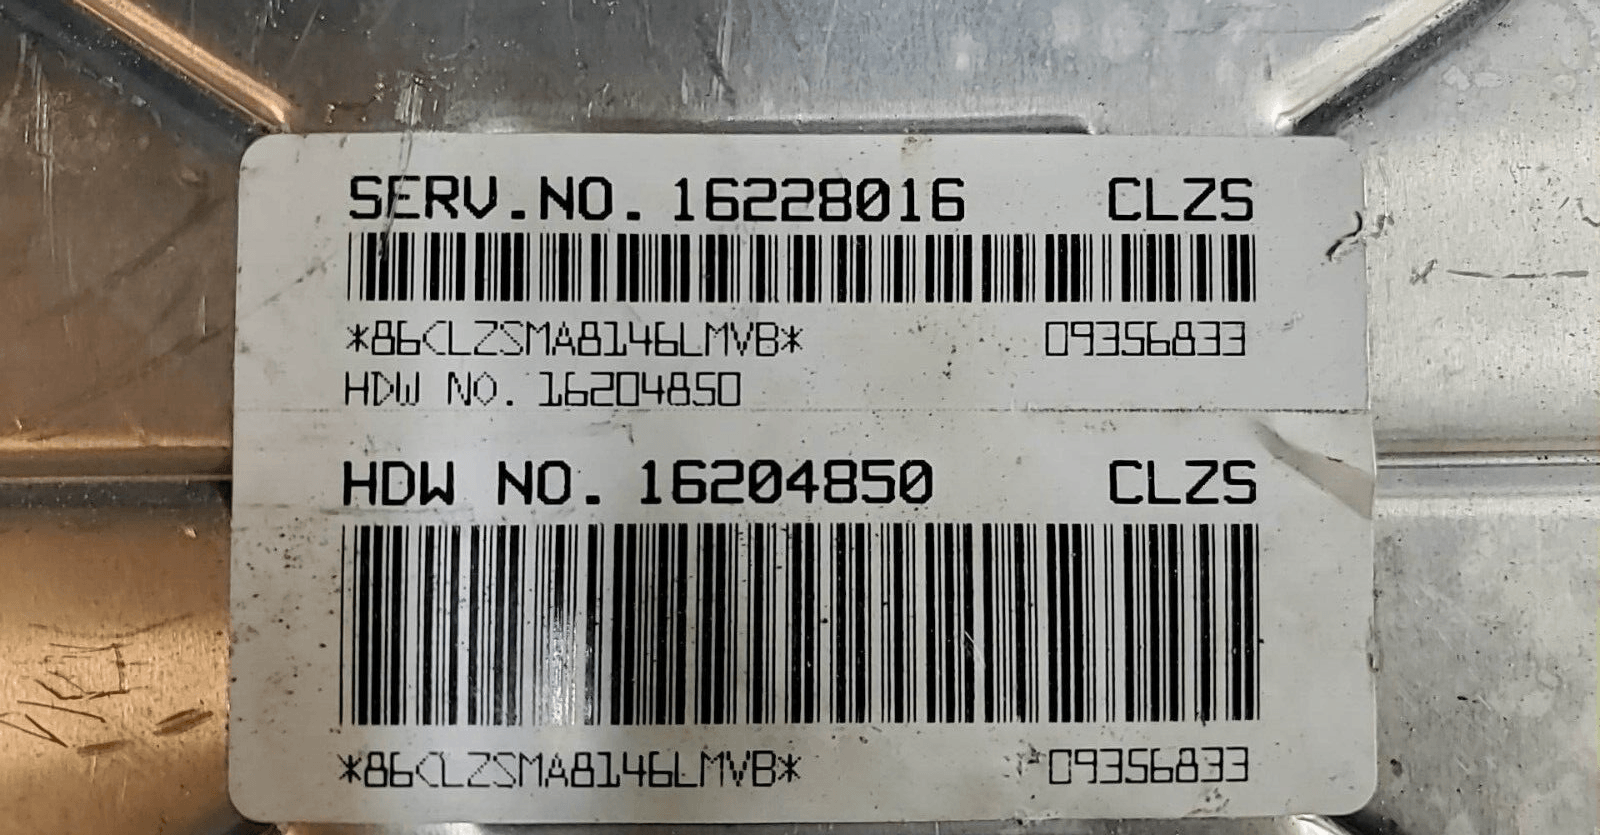 SERV.NO. 16228016 CLZS
*86CLZSMA8146LMVB* 09356833
HDW NO. 16204850
HDW NO. 16204850 CLZS
*86CLZSMA8146LMVB* 09356833